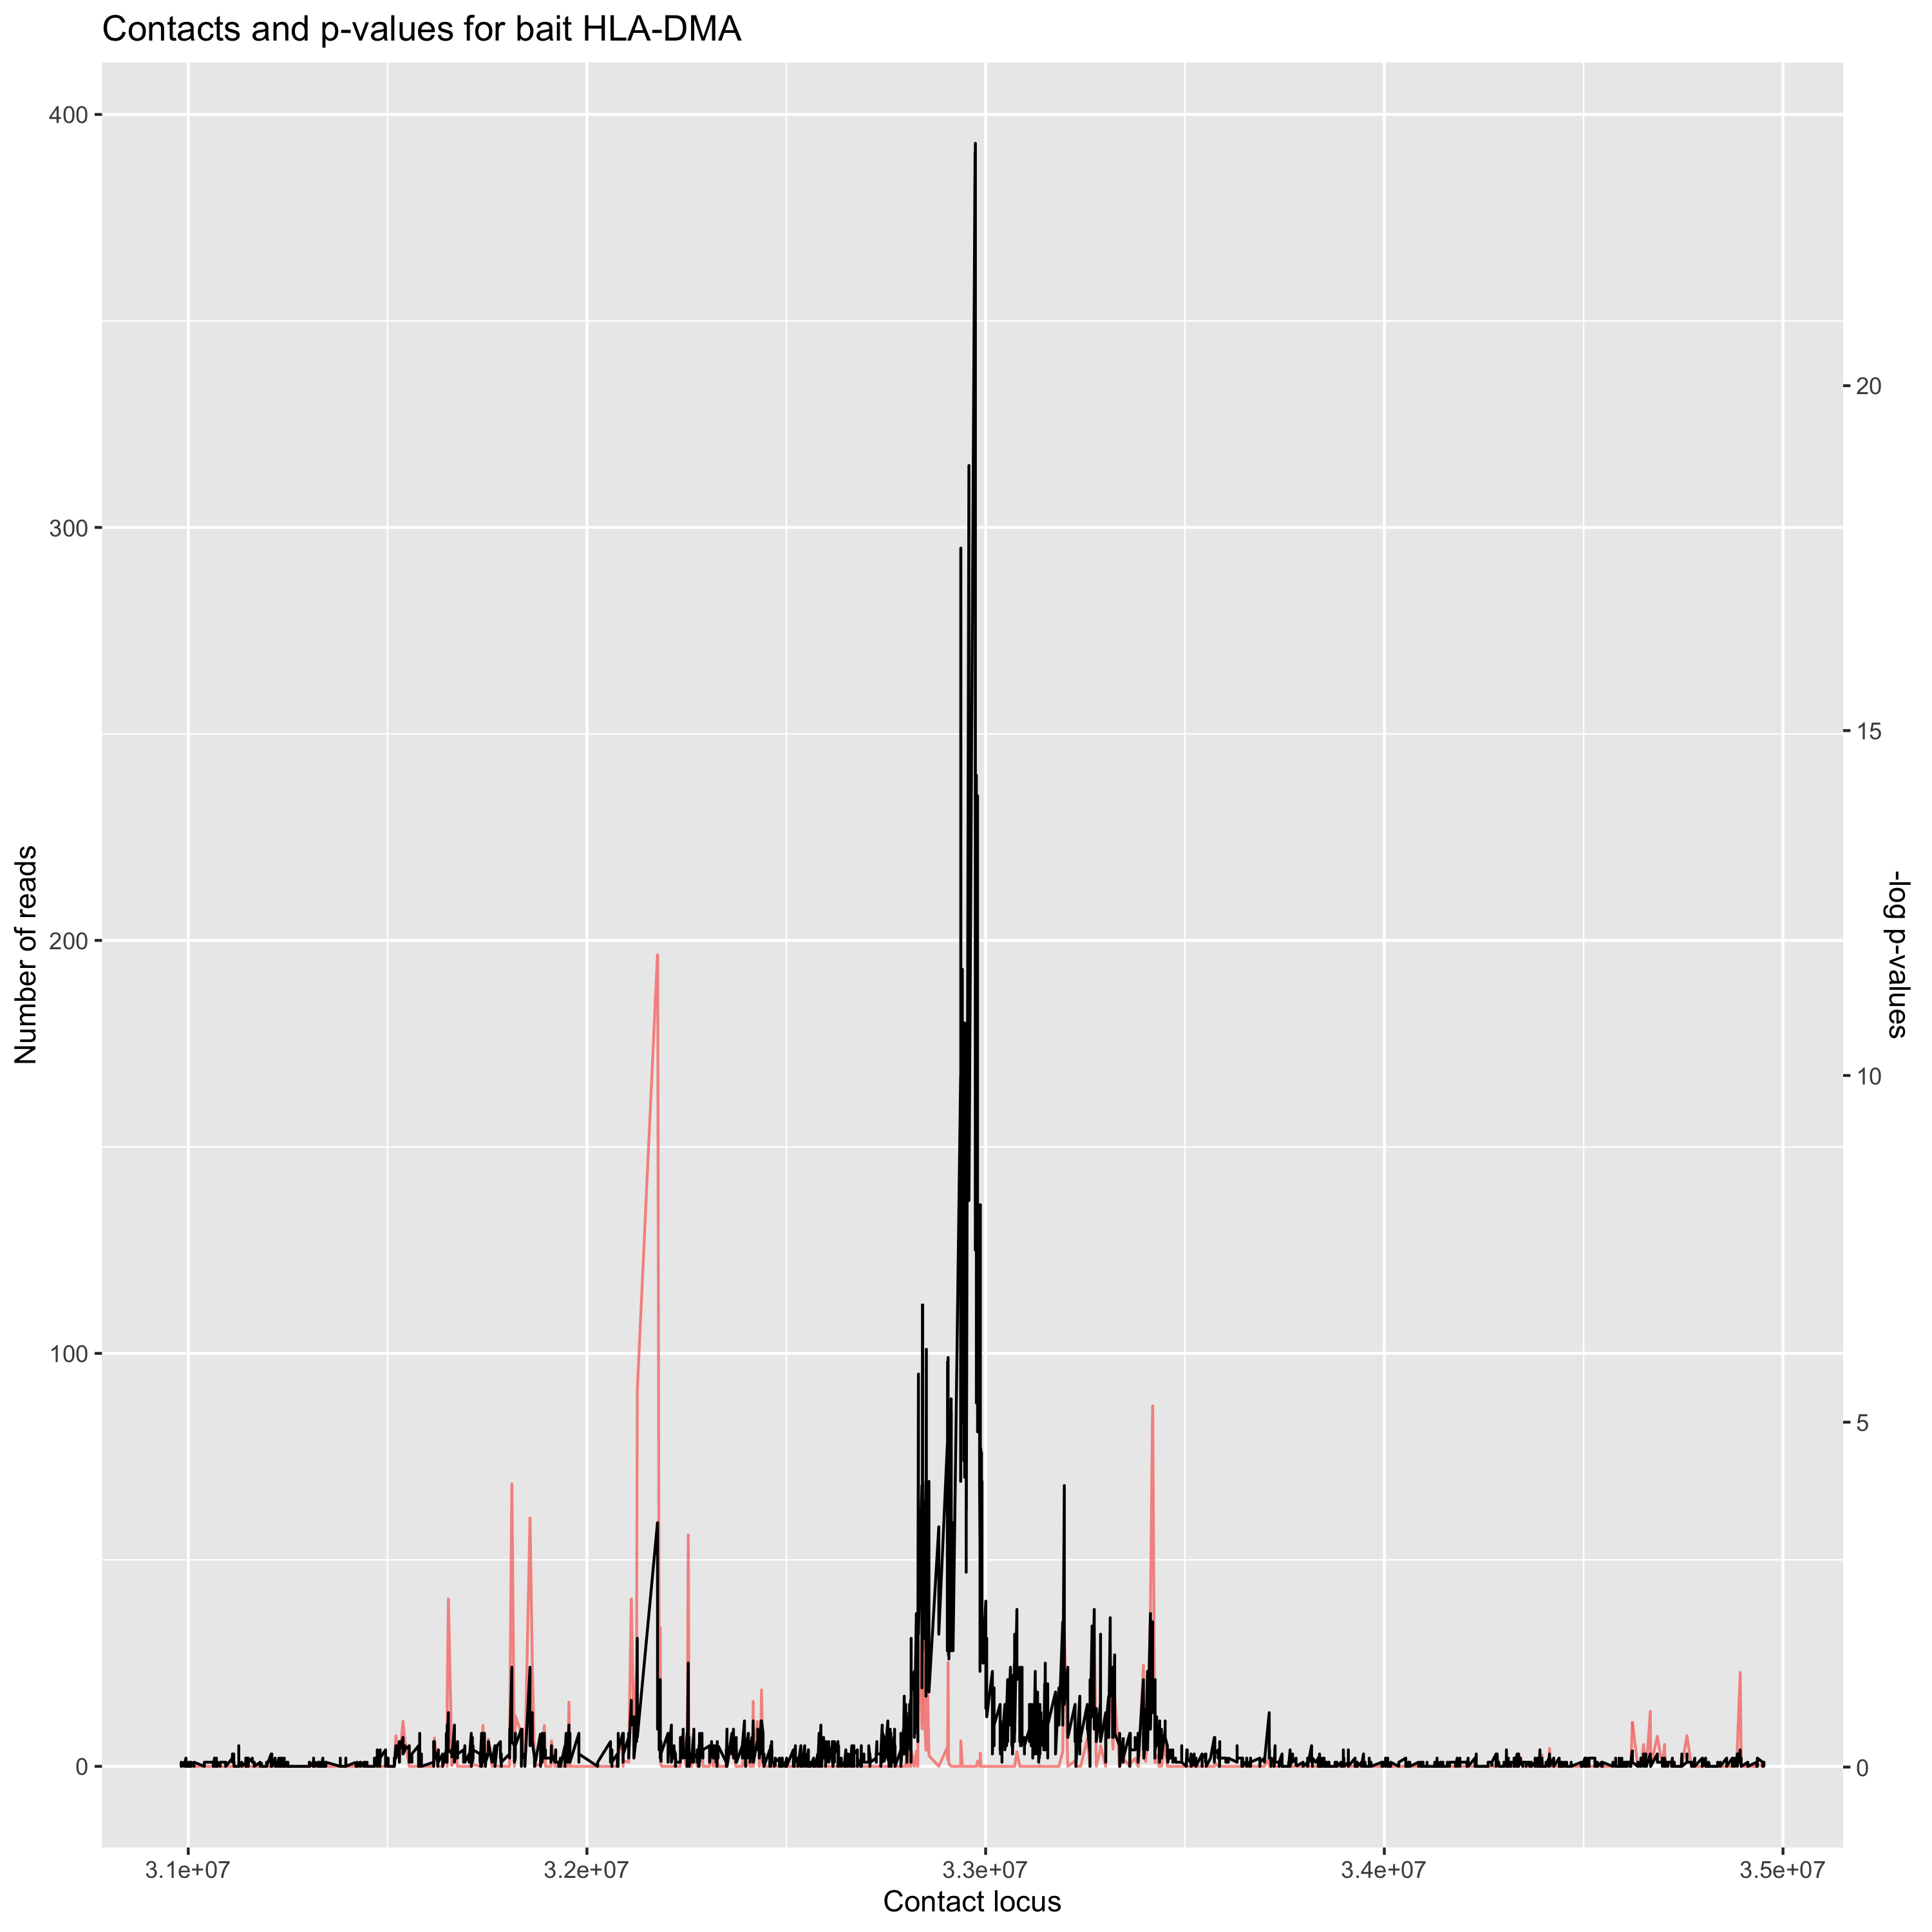 Contacts and p-values for bait HLA-DMA
400
300
200
100
0
Number of reads
20
15
10
5
0
-log p-values
3.1e+07
3.2e+07
3.3e+07
3.4e+07
3.5e+07
Contact locus